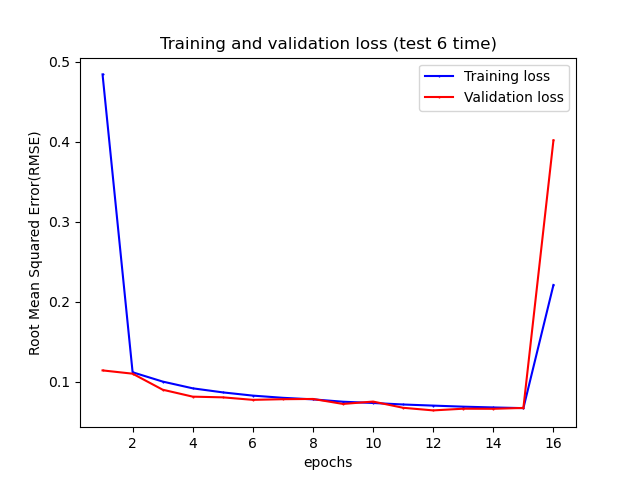 Training and validation loss (test 6 time)
Training loss
Validation loss
Root Mean Squared Error(RMSE)
0.5
0.4
0.3
0.2
0.1
2 4 6 8 10 12 14 16
epochs